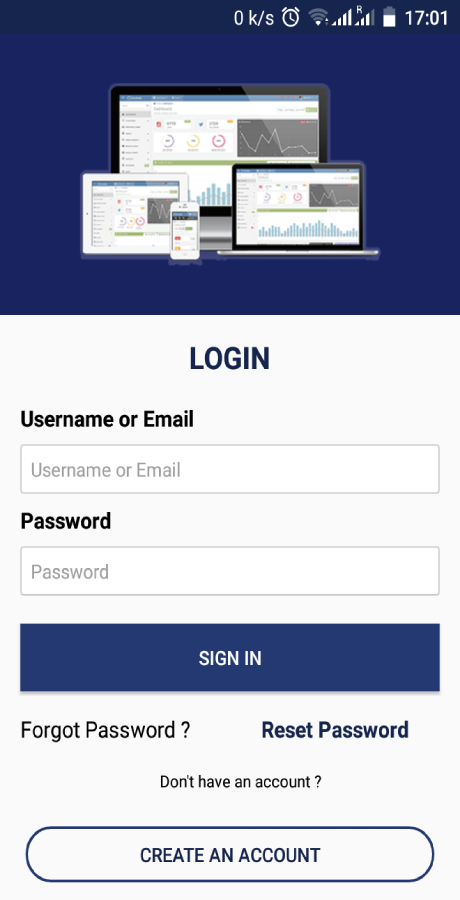 0 k/s R 17:01
LOGIN
Username or Email
Username or Email
Password
Password
SIGN IN
Forgot Password ? Reset Password
Don't have an account ?
CREATE AN ACCOUNT